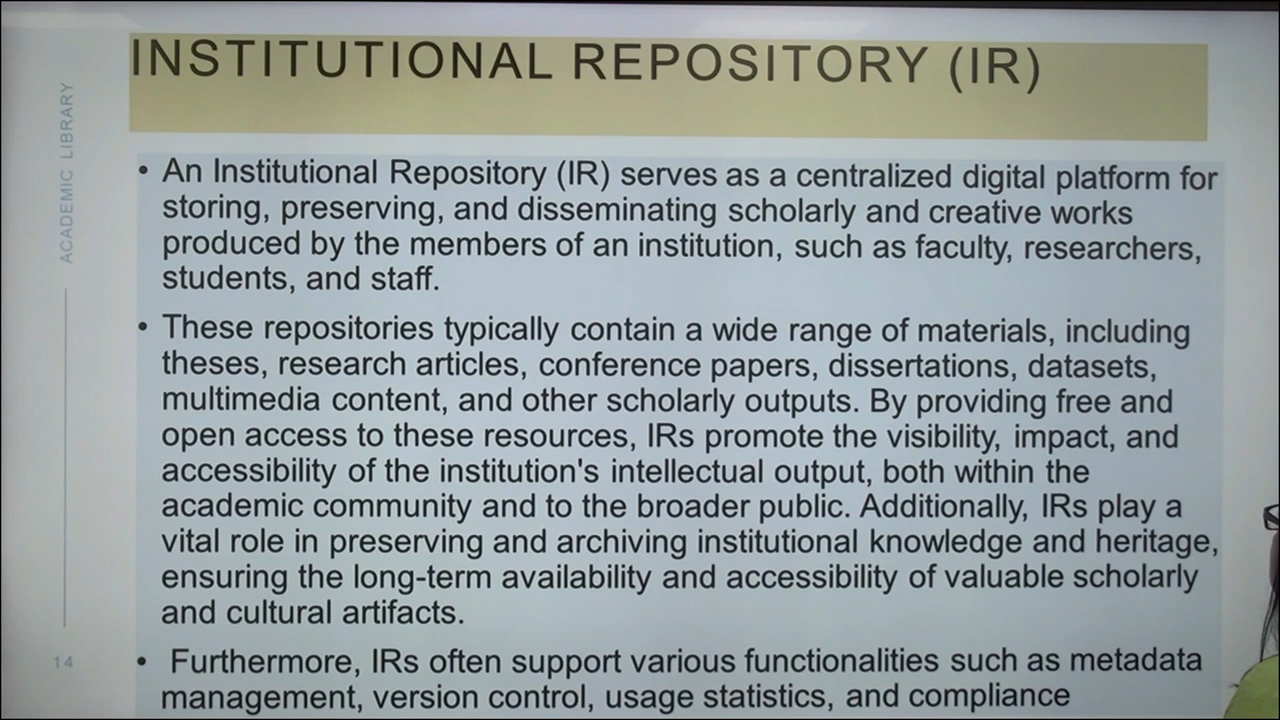 INSTITUTIONAL REPOSITORY (IR)
ACADEMIC LIBRARY
• An Institutional Repository (IR) serves as a centralized digital platform for
storing, preserving, and disseminating scholarly and creative works
produced by the members of an institution, such as faculty, researchers,
students, and staff.
• These repositories typically contain a wide range of materials, including
theses, research articles, conference papers, dissertations, datasets,
multimedia content, and other scholarly outputs. By providing free and
open access to these resources, IRs promote the visibility, impact, and
accessibility of the institution's intellectual output, both within the
academic community and to the broader public. Additionally, IRs play a
vital role in preserving and archiving institutional knowledge and heritage,
ensuring the long-term availability and accessibility of valuable scholarly
and cultural artifacts.
• Furthermore, IRs often support various functionalities such as metadata
management, version control, usage statistics, and compliance
14